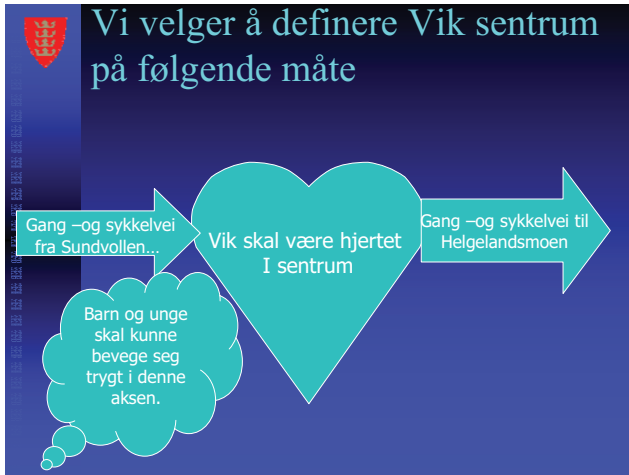 Vi velger å definere Vik sentrum
på følgende måte
Gang –og sykkelvei
fra Sundvollen...
Vik skal være hjertet
I sentrum
Gang –og sykkelvei til
Helgelandsmoen
Barn og unge
skal kunne
bevege seg
trygt i denne
aksen.